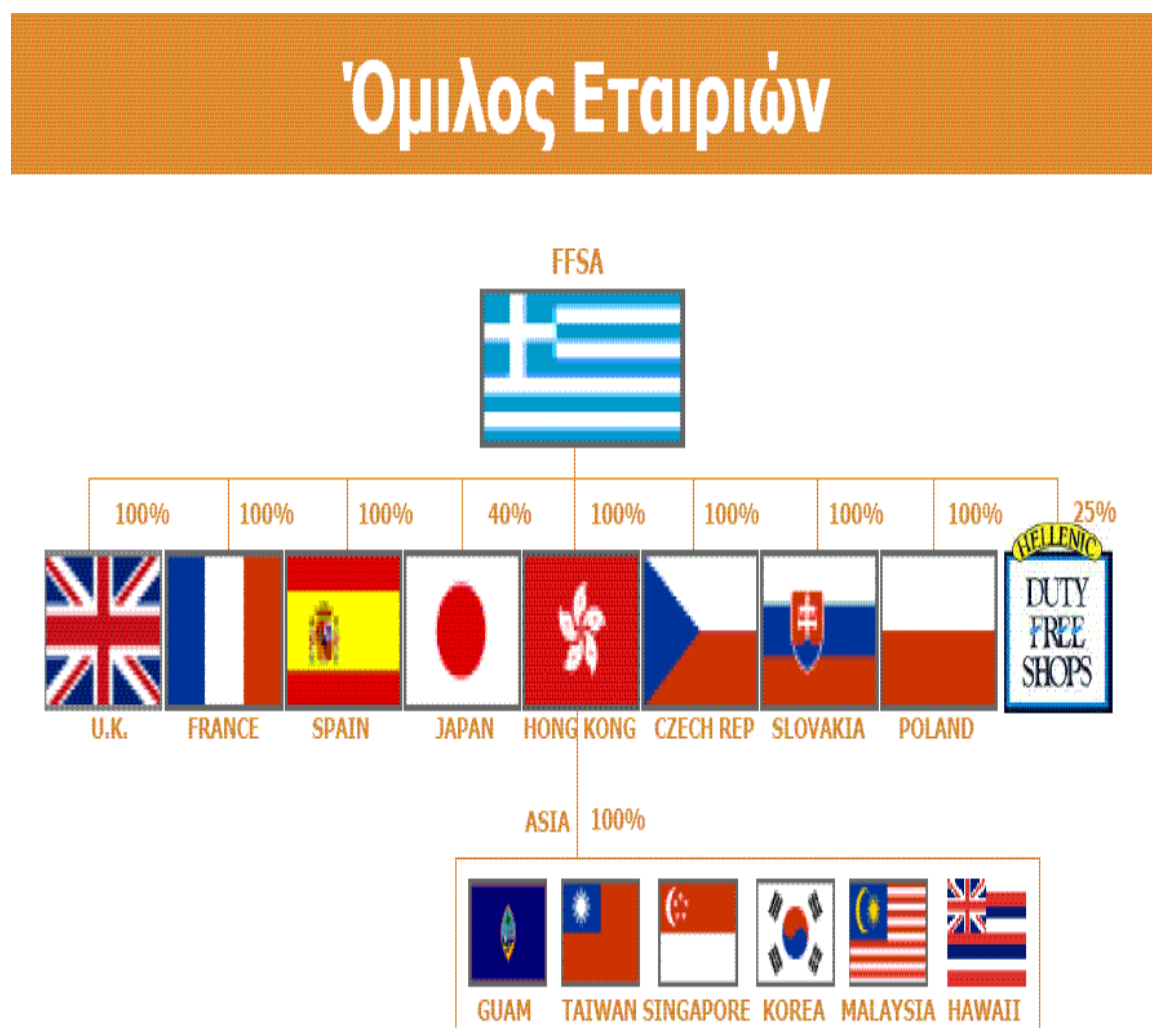 Όμιλος Εταιριών
FFSA
100% 100% 100% 40% 100% 100% 100% 100% 25%
HELLENIC
DUTY
FREE
SHOPS
U.K. FRANCE SPAIN JAPAN HONG KONG CZECH REP SLOVAKIA POLAND
ASIA 100%
GUAM TAIWAN SINGAPORE KOREA MALAYSIA HAWAII